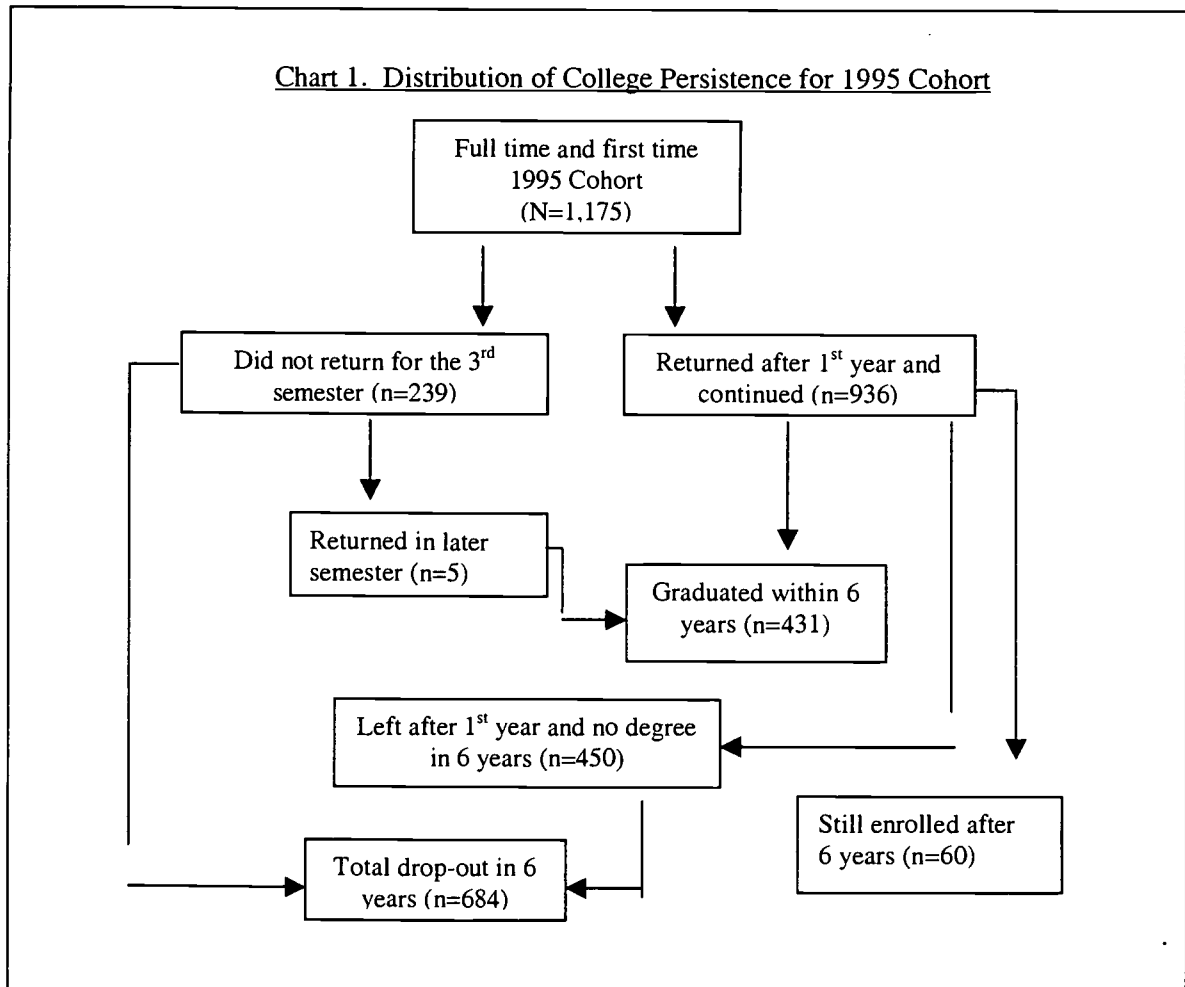 Chart 1. Distribution of College Persistence for 1995 Cohort
Full time and first time
1995 Cohort
(N=1,175)
Did not return for the 3rd
semester (n=239)
Returned after 1st year and
continued (n=936)
Returned in later
semester (n=5)
Graduated within 6
years (n=431)
Left after 1st year and no degree
in 6 years (n=450)
Still enrolled after
6 years (n=60)
Total drop-out in 6
years (n=684)